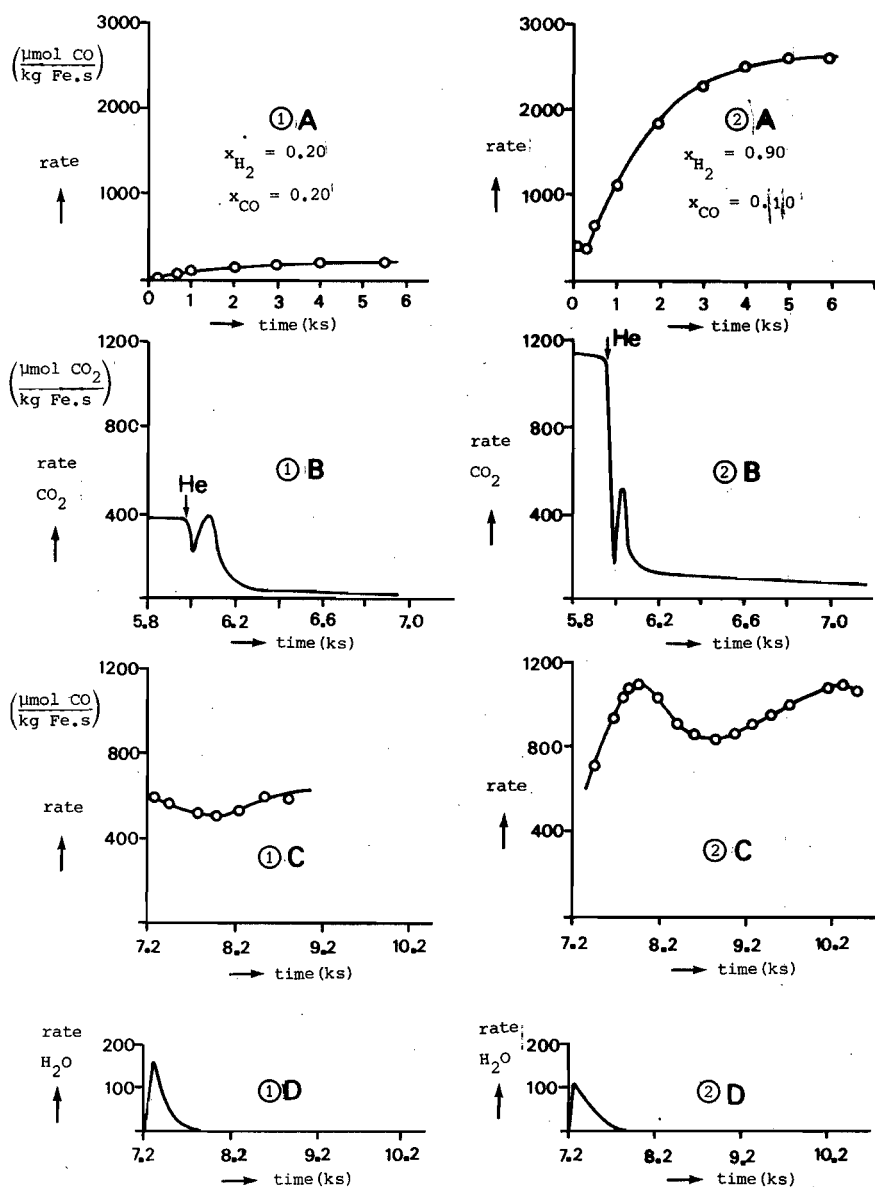 3000
2000
1000
0 1 2 3 4 5 6
(μmol CO / kg Fe.s)
rate
① A
x_H2 = 0.20
x_CO = 0.20
time (ks)
3000
2000
1000
0 1 2 3 4 5 6
rate
② A
x_H2 = 0.90
x_CO = 0.10
time (ks)
1200
800
400
5.8 6.2 6.6 7.0
(μmol CO2 / kg Fe.s)
rate
CO2
He
① B
time (ks)
1200
800
400
5.8 6.2 6.6 7.0
rate
CO2
He
② B
time (ks)
1200
800
400
7.2 8.2 9.2 10.2
(μmol CO / kg Fe.s)
rate
① C
time (ks)
1200
800
400
7.2 8.2 9.2 10.2
rate
② C
time (ks)
200
100
7.2 8.2 9.2 10.2
rate
H2O
① D
time (ks)
200
100
7.2 8.2 9.2 10.2
rate
H2O
② D
time (ks)